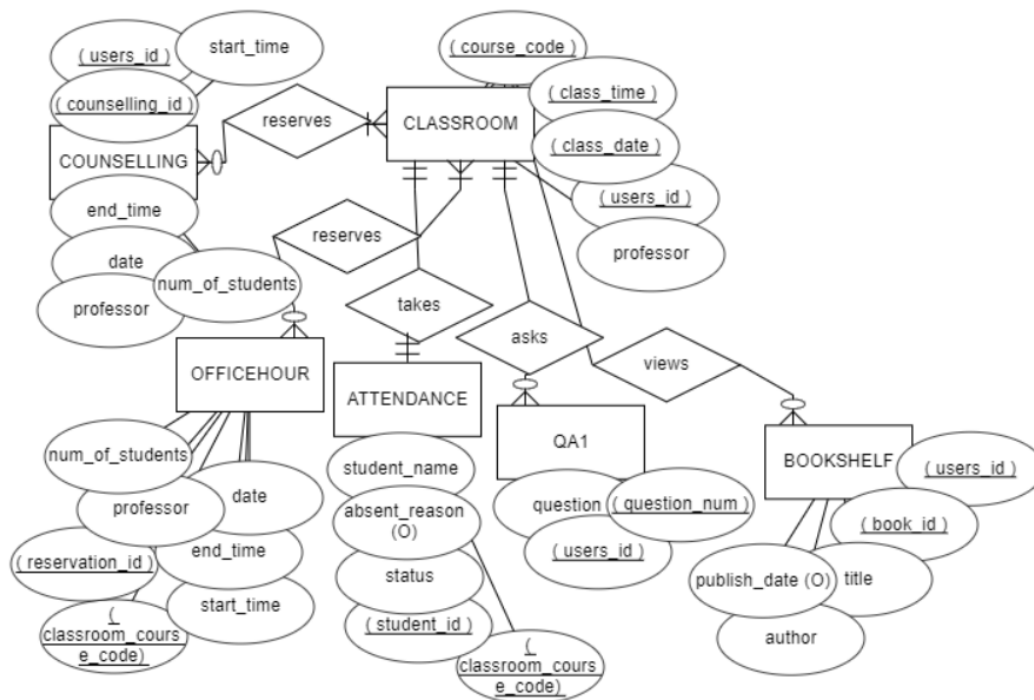 ( users_id )
start_time
( counselling_id )
COUNSELLING
end_time
date
professor
num_of_students
reserves
CLASSROOM
( course_code )
( class_time )
( class_date )
( users_id )
professor
reserves
takes
asks
views
OFFICEHOUR
num_of_students
professor
date
( reservation_id )
end_time
start_time
(
classroom_cours
e_code)
ATTENDANCE
student_name
absent_reason
(O)
status
( student_id )
(
classroom_cours
e_code)
QA1
question
( question_num )
( users_id )
BOOKSHELF
( users_id )
( book_id )
publish_date (O)
title
author